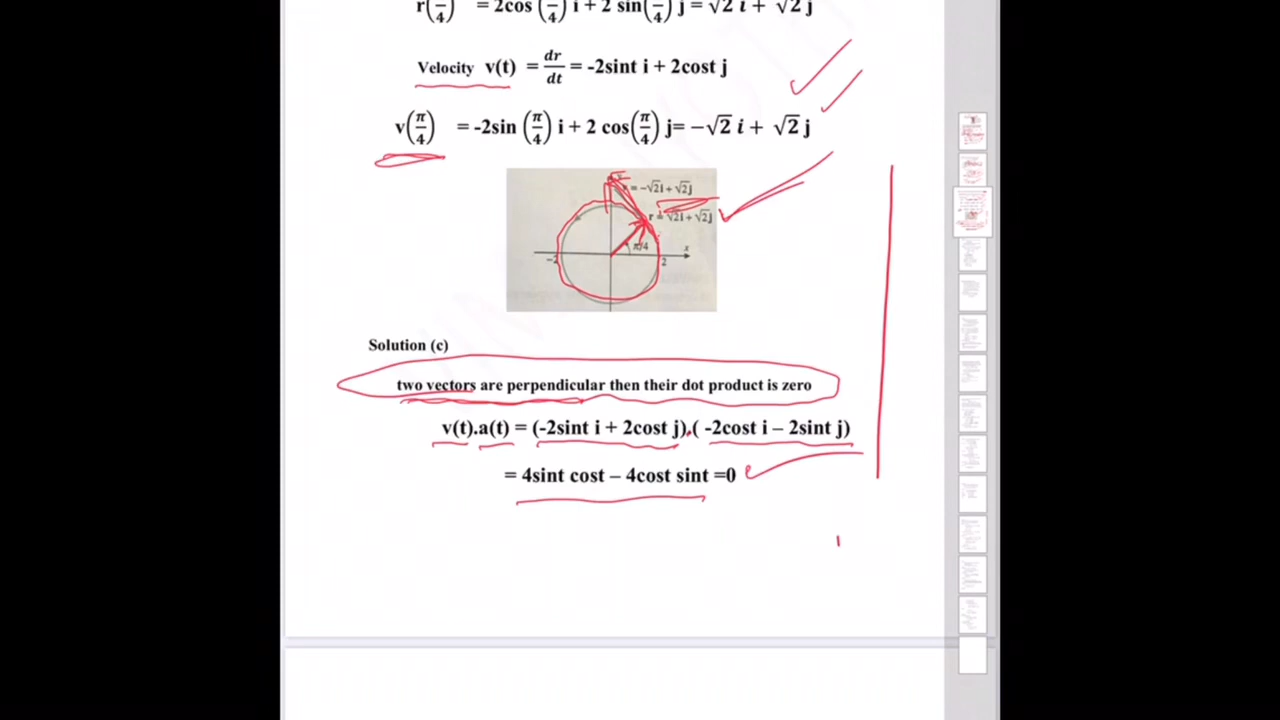 r(π/4) = 2cos (π/4) i + 2 sin(π/4) j = √2 i + √2 j
Velocity v(t) = dr/dt = -2sint i + 2cost j
v(π/4) = -2sin (π/4) i + 2 cos(π/4) j= −√2 i + √2 j
= −√2i + √2j
r = √2i + √2j
π/4
x
−2
2
Solution (c)
two vectors are perpendicular then their dot product is zero
v(t).a(t) = (-2sint i + 2cost j).( -2cost i – 2sint j)
= 4sint cost – 4cost sint =0